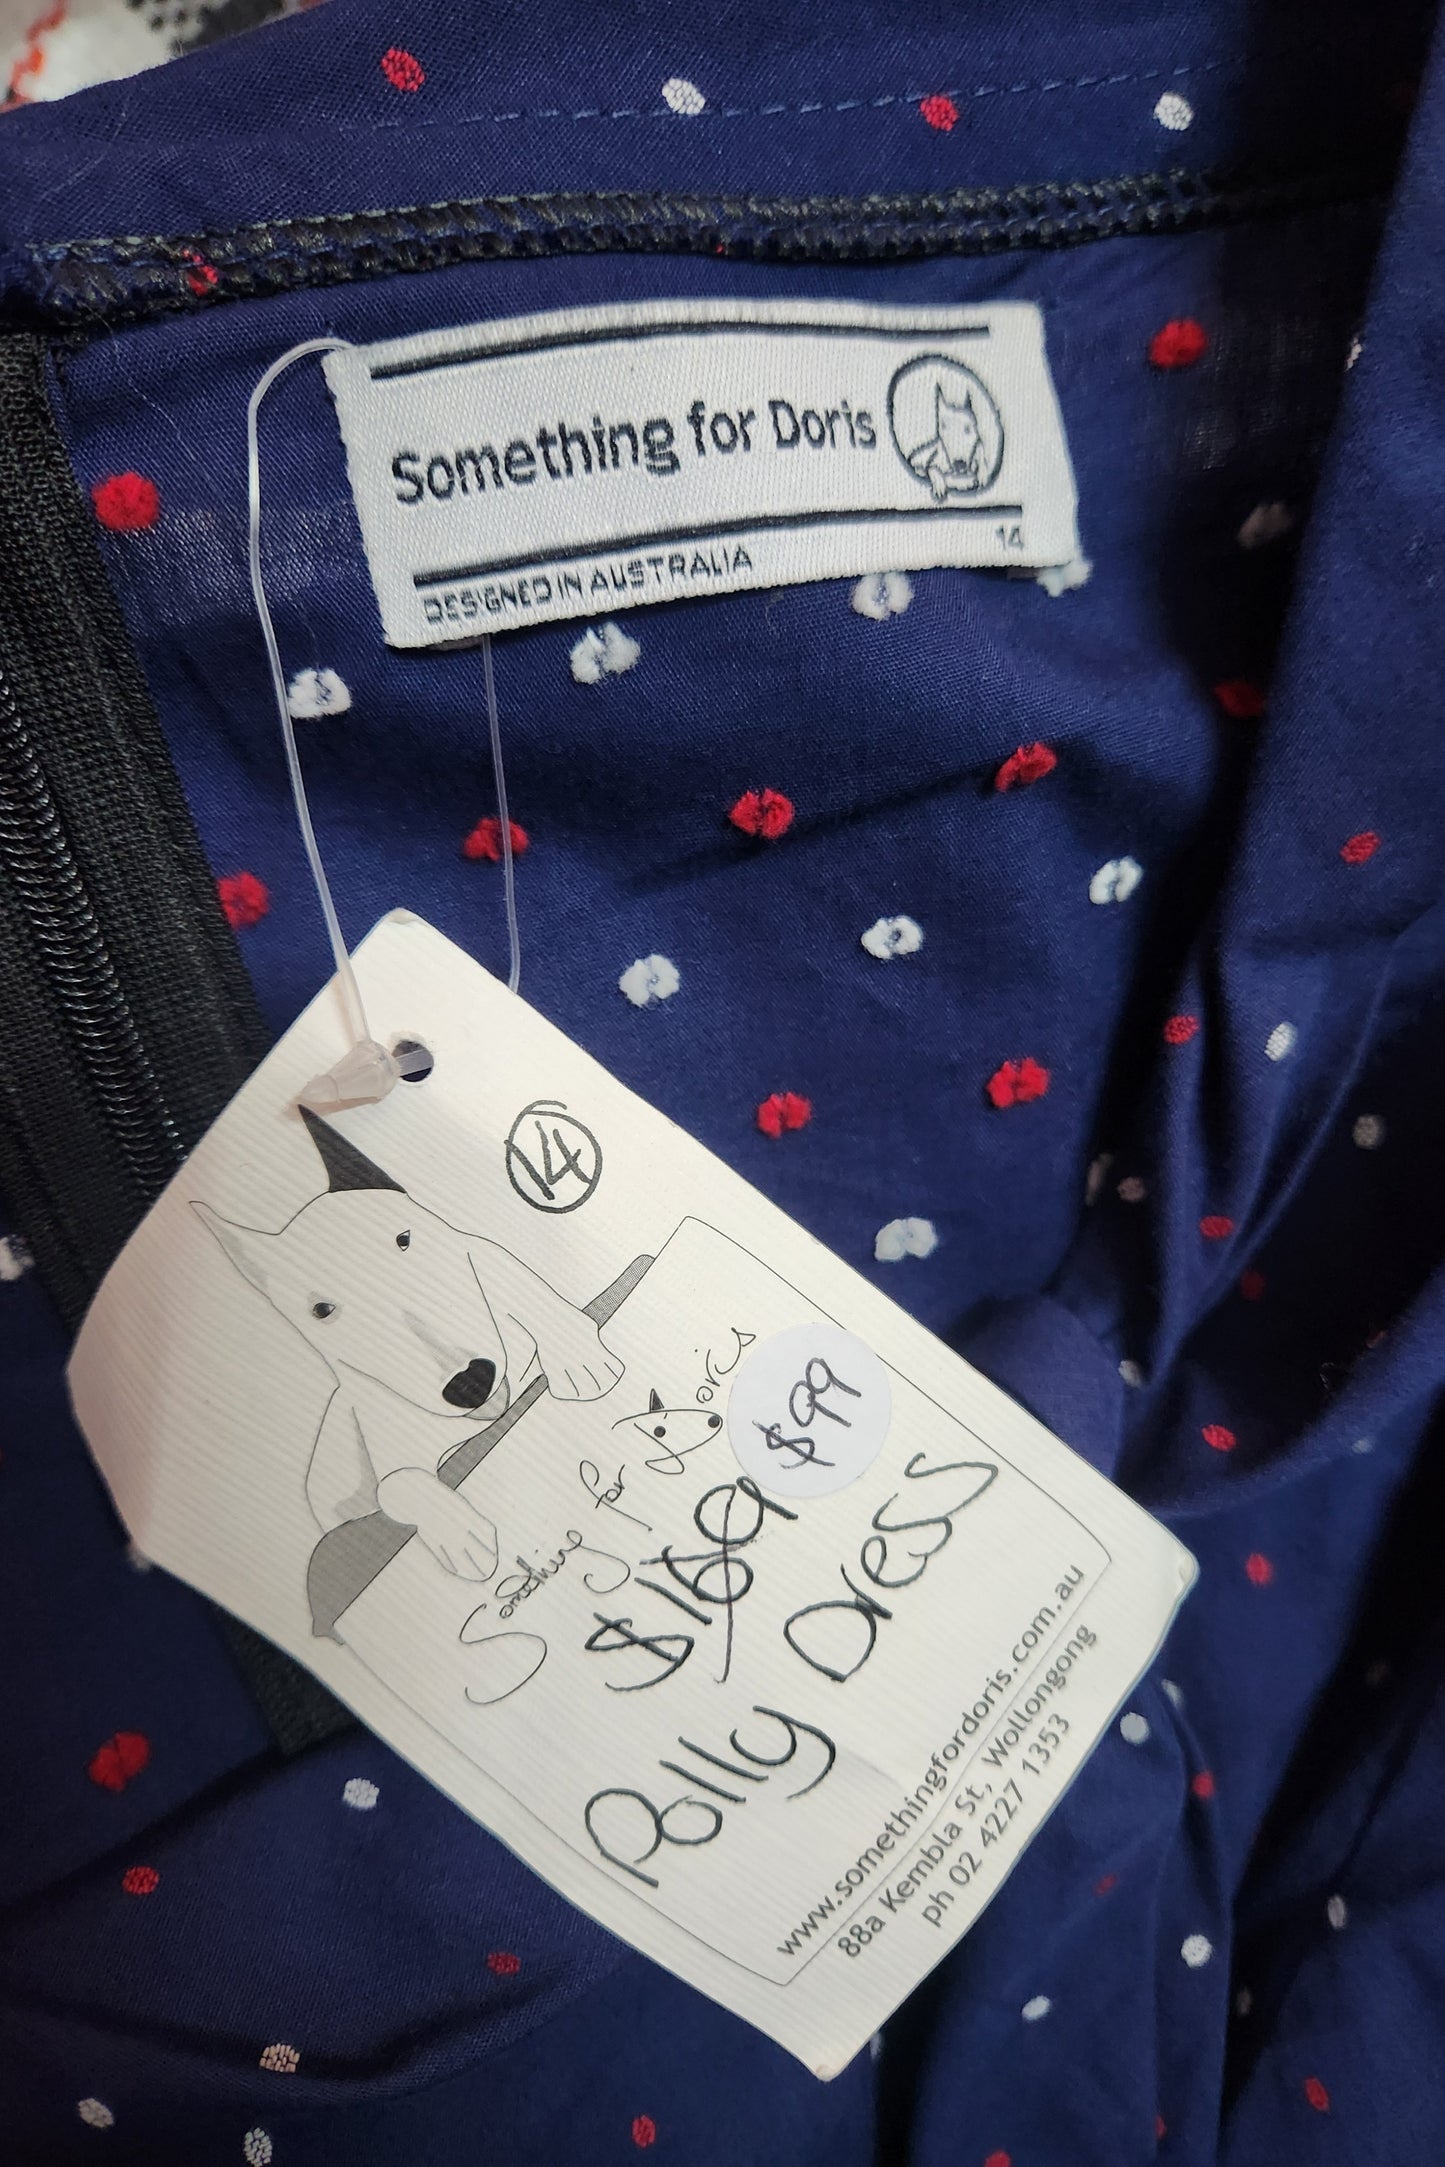 Something for Doris
14
DESIGNED IN AUSTRALIA
14
Something for Doris
$99
$169
Polly Dress
www.somethingfordoris.com.au
88a Kembla St, Wollongong
ph 02 4227 1353